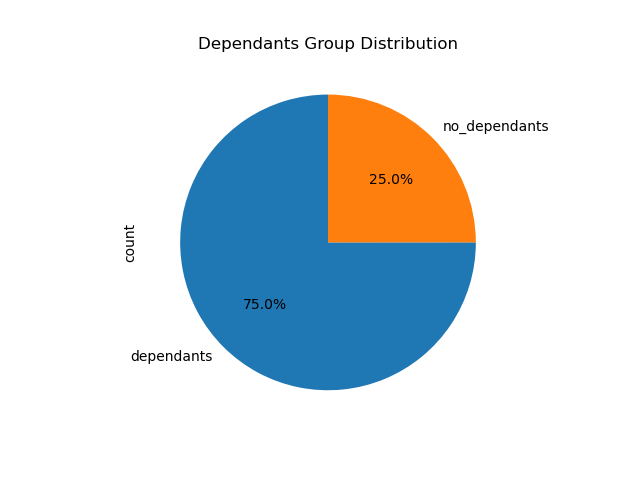 Dependants Group Distribution
no_dependants
25.0%
count
75.0%
dependants